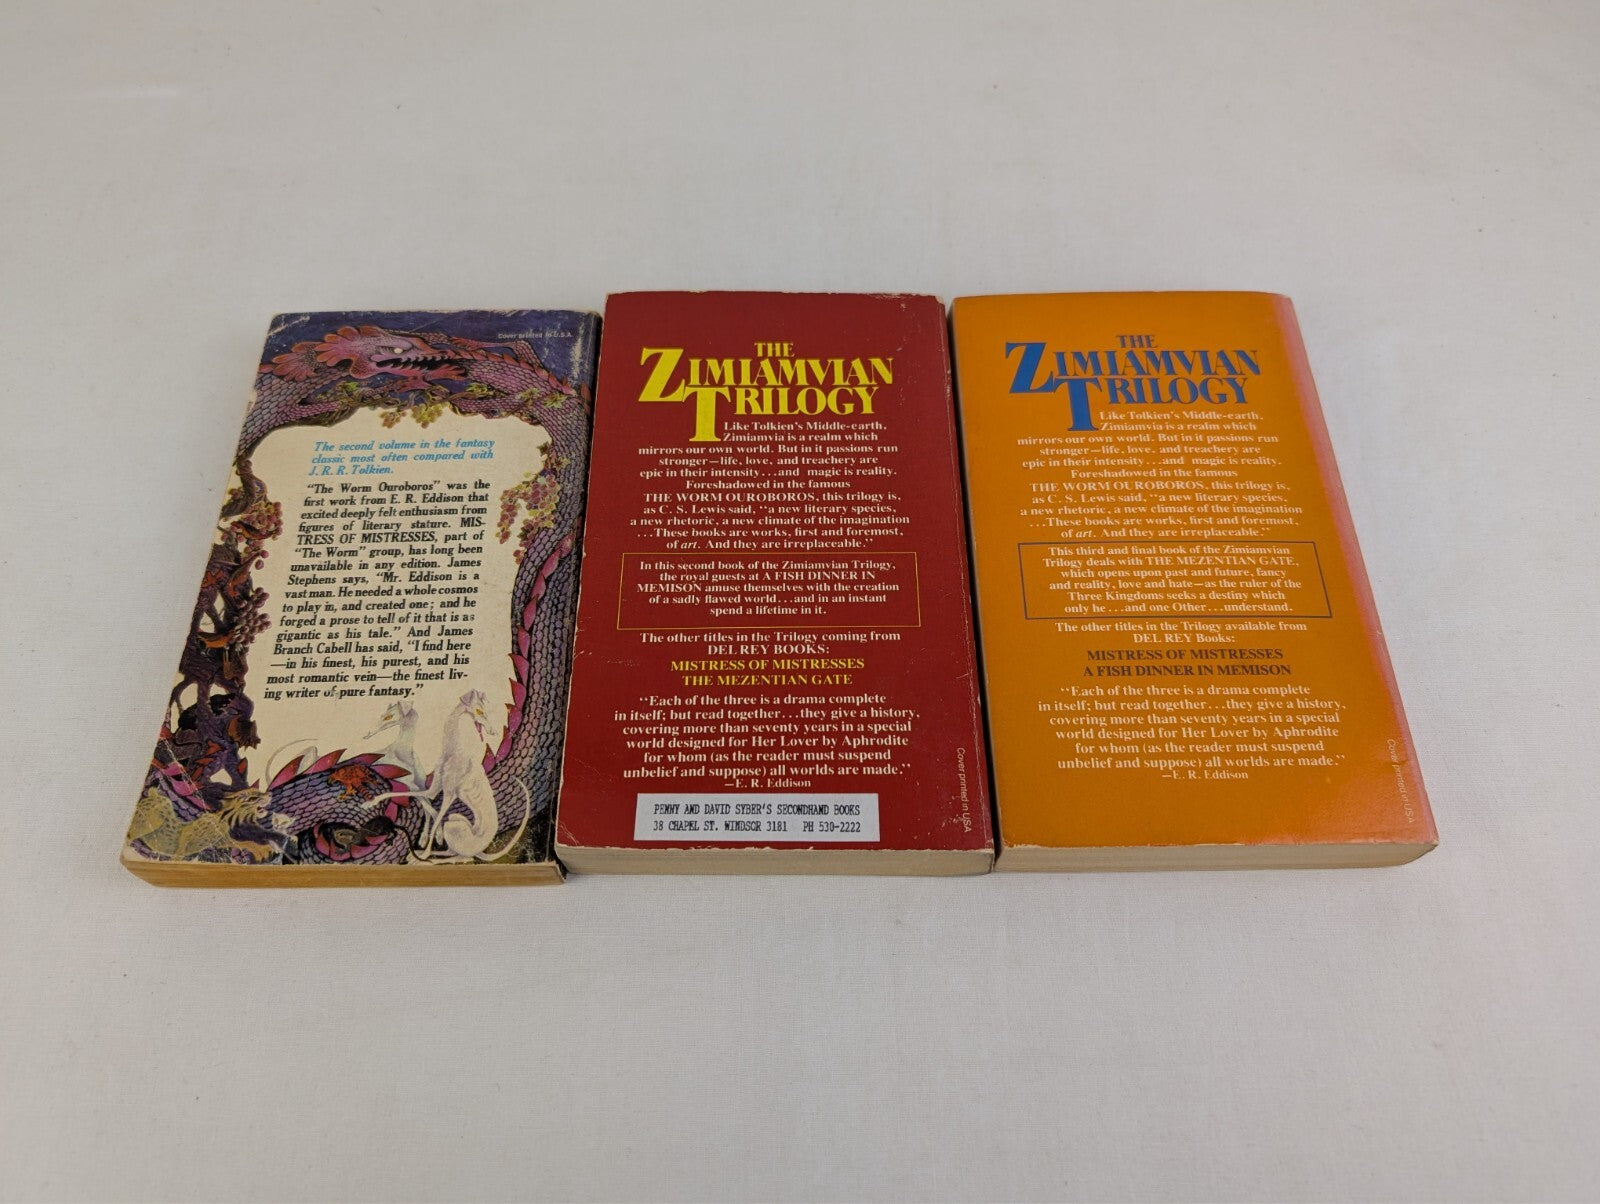 Cover printed in U.S.A.
The second volume in the fantasy
classic most often compared with
J. R. R. Tolkien.
"The Worm Ouroboros" was the
first work from E. R. Eddison that
excited deeply felt enthusiasm from
figures of literary stature. MIS-
TRESS OF MISTRESSES, part of
"The Worm" group, has long been
unavailable in any edition. James
Stephens says, "Mr. Eddison is a
vast man. He needed a whole cosmos
to play in, and created one; and he
forged a prose to tell of it that is as
gigantic as his tale." And James
Branch Cabell has said, "I find here
—in his finest, his purest, and his
most romantic vein—the finest liv-
ing writer of pure fantasy."
THE
ZIMIAMVIAN
TRILOGY
Like Tolkien's Middle-earth,
Zimiamvia is a realm which
mirrors our own world. But in it passions run
stronger—life, love, and treachery are
epic in their intensity...and magic is reality.
Foreshadowed in the famous
THE WORM OUROBOROS, this trilogy is,
as C. S. Lewis said, "a new literary species,
a new rhetoric, a new climate of the imagination
...These books are works, first and foremost,
of art. And they are irreplaceable."
In this second book of the Zimiamvian Trilogy,
the royal guests at A FISH DINNER IN
MEMISON amuse themselves with the creation
of a sadly flawed world...and in an instant
spend a lifetime in it.
The other titles in the Trilogy coming from
DEL REY BOOKS:
MISTRESS OF MISTRESSES
THE MEZENTIAN GATE
"Each of the three is a drama complete
in itself; but read together...they give a history,
covering more than seventy years in a special
world designed for Her Lover by Aphrodite
for whom (as the reader must suspend
unbelief and suppose) all worlds are made."
—E. R. Eddison
PENNY AND DAVID SYBER'S SECONDHAND BOOKS
38 CHAPEL ST. WINDSOR 3181 PH 530-2222
Cover printed in USA
THE
ZIMIAMVIAN
TRILOGY
Like Tolkien's Middle-earth,
Zimiamvia is a realm which
mirrors our own world. But in it passions run
stronger—life, love, and treachery are
epic in their intensity...and magic is reality.
Foreshadowed in the famous
THE WORM OUROBOROS, this trilogy is,
as C. S. Lewis said, "a new literary species,
a new rhetoric, a new climate of the imagination
...These books are works, first and foremost,
of art. And they are irreplaceable."
This third and final book of the Zimiamvian
Trilogy deals with THE MEZENTIAN GATE,
which opens upon past and future, fancy
and reality, love and hate—as the ruler of the
Three Kingdoms seeks a destiny which
only he...and one Other...understand.
The other titles in the Trilogy available from
DEL REY Books:
MISTRESS OF MISTRESSES
A FISH DINNER IN MEMISON
"Each of the three is a drama complete
in itself; but read together...they give a history,
covering more than seventy years in a special
world designed for Her Lover by Aphrodite
for whom (as the reader must suspend
unbelief and suppose) all worlds are made."
—E. R. Eddison
Cover printed in USA